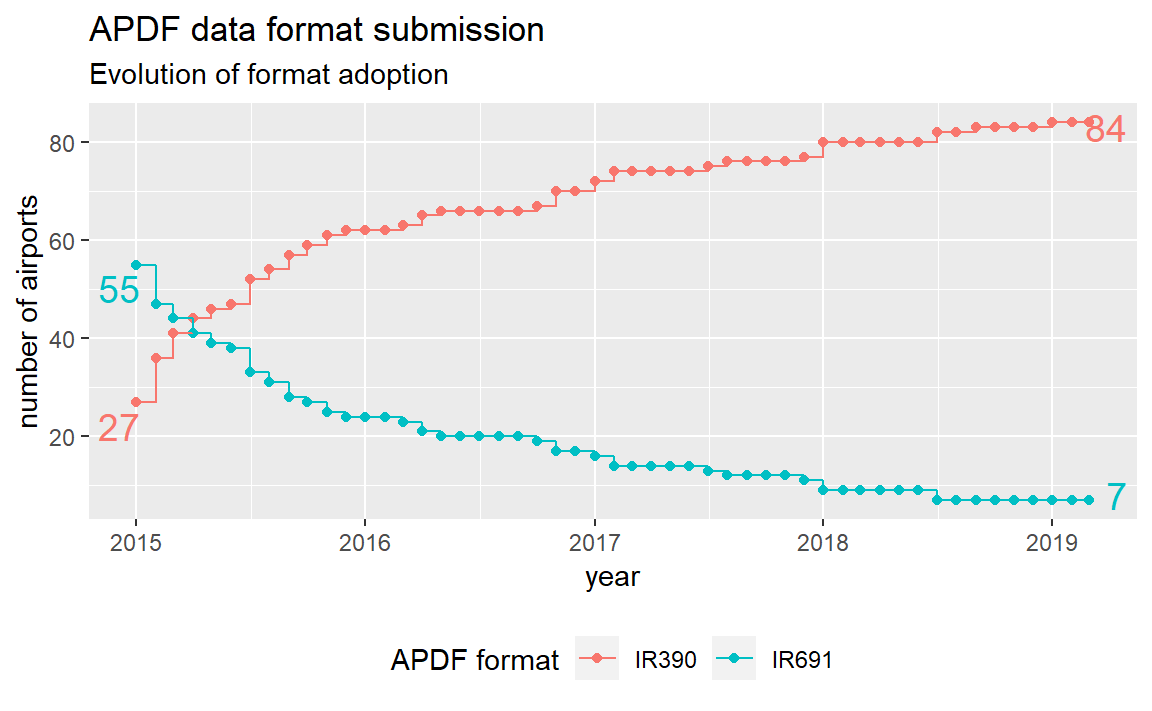 APDF data format submission
Evolution of format adoption
number of airports
80
60
40
20
55
27
84
7
2015 2016 2017 2018 2019
year
APDF format IR390 IR691